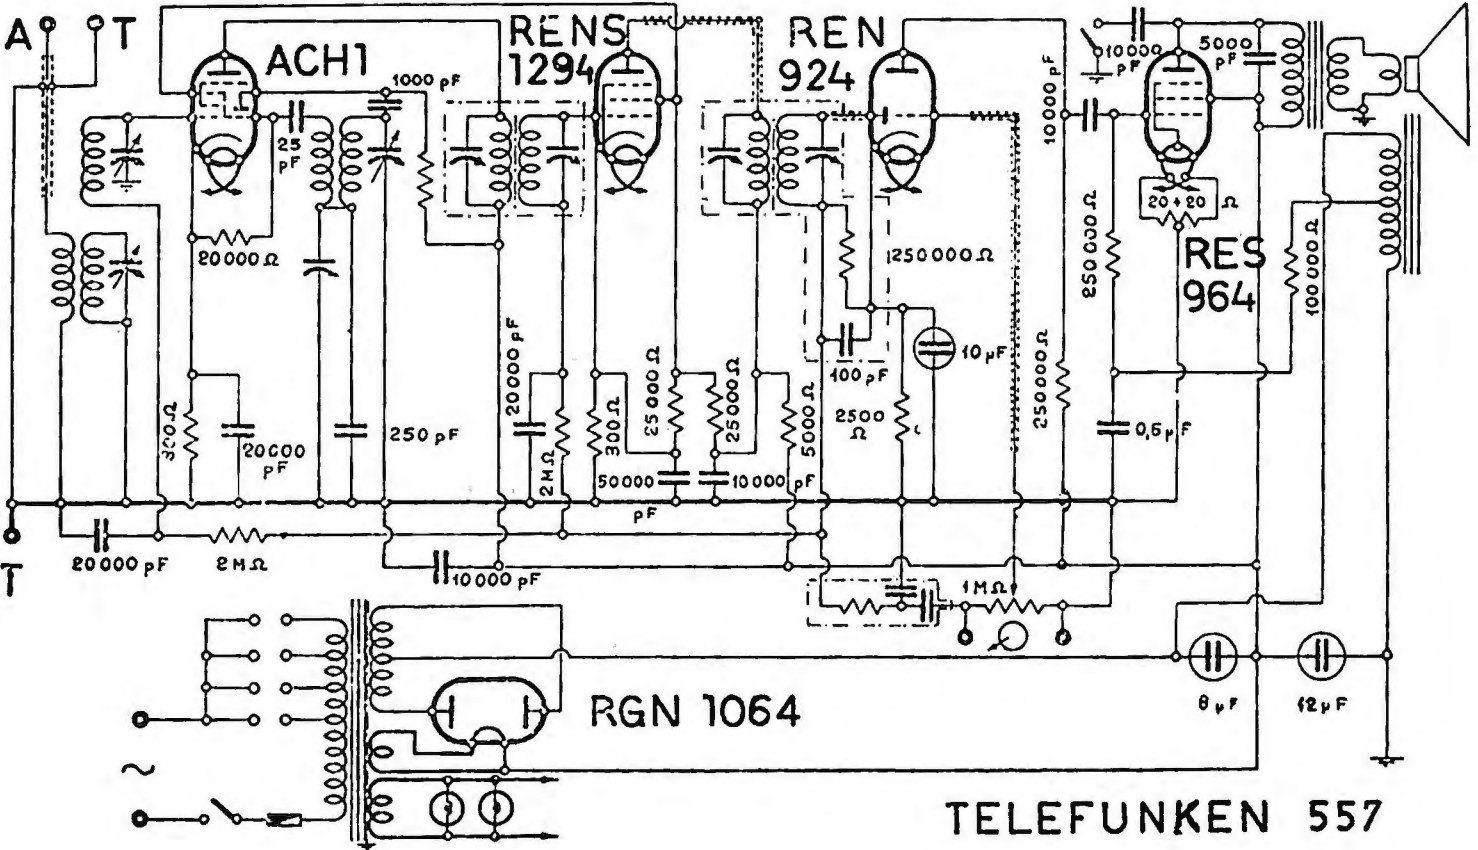 A
T
ACH1
RENS
1294
REN
924
1000 pF
25
pF
10000 pF
10000
pF
5000
pF
20 + 20 Ω
RES
964
20000 Ω
250000 Ω
250000 Ω
100000 Ω
10 µF
100 pF
300 Ω
20000
pF
250 pF
20000 pF
2 MΩ
300 Ω
25000 Ω
25000 Ω
5000 Ω
2500
Ω
250000 Ω
50000
pF
10000 pF
T
20000 pF
2 MΩ
10000 pF
1 MΩ
RGN 1064
8 µF
12 µF
~
TELEFUNKEN 557